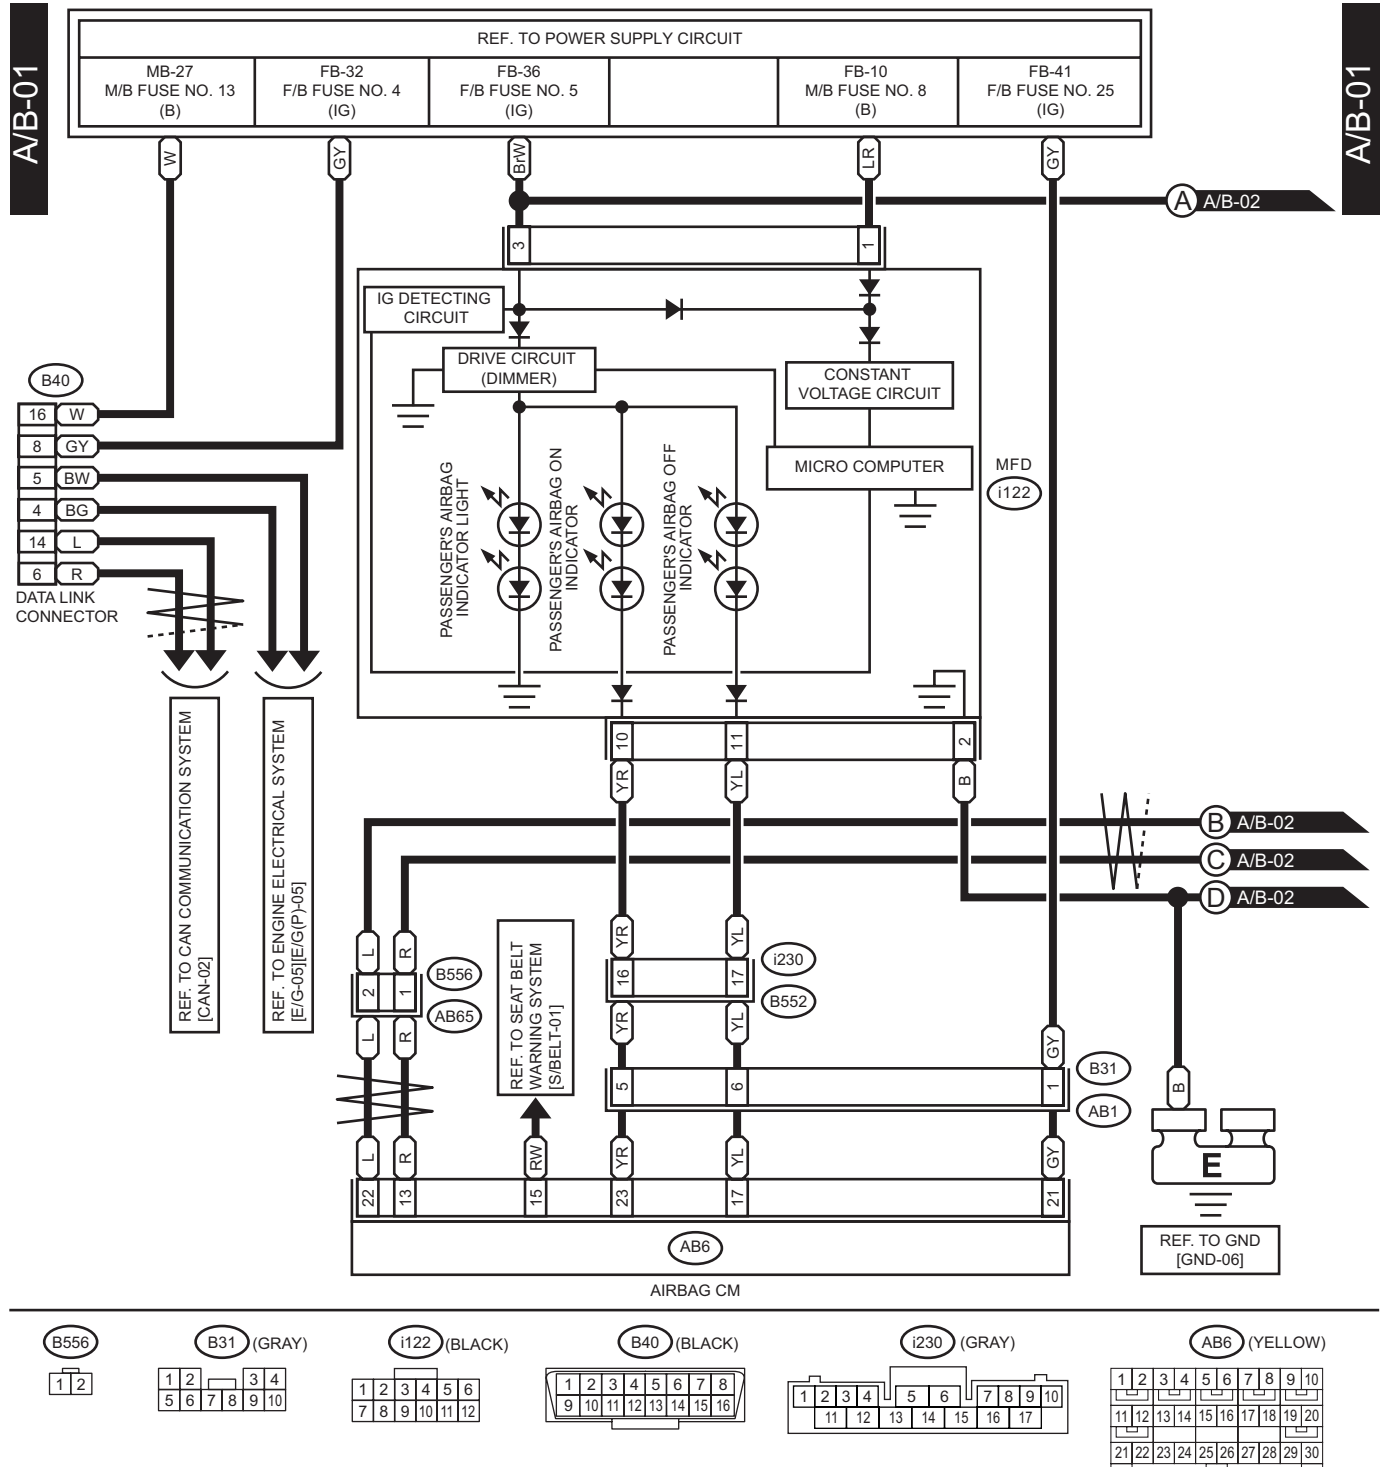 A/B-01
A/B-01
REF. TO POWER SUPPLY CIRCUIT
MB-27
M/B FUSE NO. 13
(B)
FB-32
F/B FUSE NO. 4
(IG)
FB-36
F/B FUSE NO. 5
(IG)
FB-10
M/B FUSE NO. 8
(B)
FB-41
F/B FUSE NO. 25
(IG)
W
GY
BrW
LR
GY
A A/B-02
3
1
IG DETECTING
CIRCUIT
DRIVE CIRCUIT
(DIMMER)
CONSTANT
VOLTAGE CIRCUIT
MICRO COMPUTER
MFD
i122
B40
16 W
8 GY
5 BW
4 BG
14 L
6 R
DATA LINK
CONNECTOR
PASSENGER'S AIRBAG
INDICATOR LIGHT
PASSENGER'S AIRBAG ON
INDICATOR
PASSENGER'S AIRBAG OFF
INDICATOR
REF. TO CAN COMMUNICATION SYSTEM
[CAN-02]
REF. TO ENGINE ELECTRICAL SYSTEM
[E/G-05][E/G(P)-05]
10
11
2
YR
YL
B
B A/B-02
C A/B-02
D A/B-02
L
R
2
1
B556
AB65
L
R
REF. TO SEAT BELT
WARNING SYSTEM
[S/BELT-01]
YR
YL
16
17
i230
B552
YR
YL
GY
5
6
1
B31
AB1
B
E
REF. TO GND
[GND-06]
L
R
RW
YR
YL
GY
22
13
15
23
17
21
AB6
AIRBAG CM
B556
1 2
B31 (GRAY)
1 2 3 4
5 6 7 8 9 10
i122 (BLACK)
1 2 3 4 5 6
7 8 9 10 11 12
B40 (BLACK)
1 2 3 4 5 6 7 8
9 10 11 12 13 14 15 16
i230 (GRAY)
1 2 3 4 5 6 7 8 9 10
11 12 13 14 15 16 17
AB6 (YELLOW)
1 2 3 4 5 6 7 8 9 10
11 12 13 14 15 16 17 18 19 20
21 22 23 24 25 26 27 28 29 30